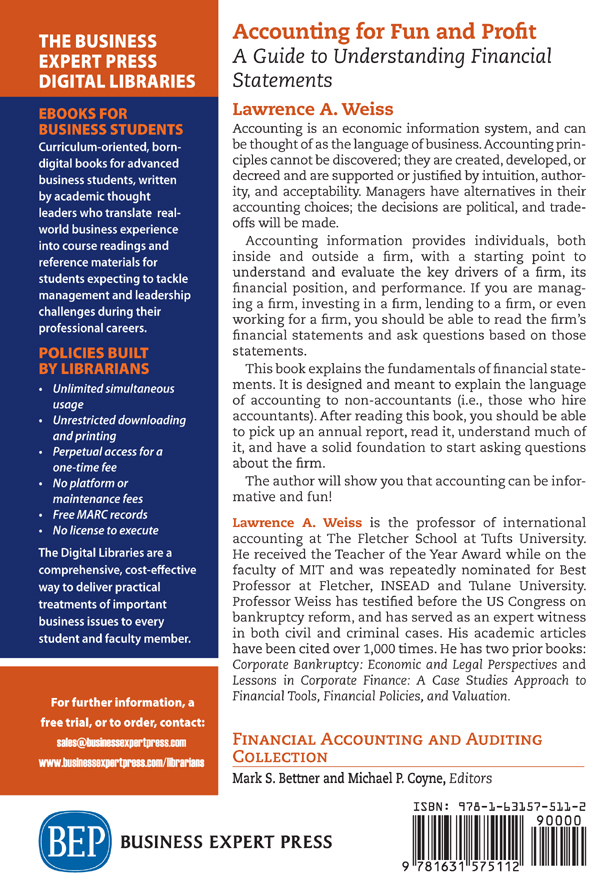 THE BUSINESS
EXPERT PRESS
DIGITAL LIBRARIES
EBOOKS FOR
BUSINESS STUDENTS
Curriculum-oriented, born-
digital books for advanced
business students, written
by academic thought
leaders who translate real-
world business experience
into course readings and
reference materials for
students expecting to tackle
management and leadership
challenges during their
professional careers.
POLICIES BUILT
BY LIBRARIANS
• Unlimited simultaneous
usage
• Unrestricted downloading
and printing
• Perpetual access for a
one-time fee
• No platform or
maintenance fees
• Free MARC records
• No license to execute
The Digital Libraries are a
comprehensive, cost-effective
way to deliver practical
treatments of important
business issues to every
student and faculty member.
For further information, a
free trial, or to order, contact:
sales@businessexpertpress.com
www.businessexpertpress.com/librarians
Accounting for Fun and Profit
A Guide to Understanding Financial
Statements
Lawrence A. Weiss
Accounting is an economic information system, and can
be thought of as the language of business. Accounting prin-
ciples cannot be discovered; they are created, developed, or
decreed and are supported or justified by intuition, author-
ity, and acceptability. Managers have alternatives in their
accounting choices; the decisions are political, and trade-
offs will be made.
Accounting information provides individuals, both
inside and outside a firm, with a starting point to
understand and evaluate the key drivers of a firm, its
financial position, and performance. If you are manag-
ing a firm, investing in a firm, lending to a firm, or even
working for a firm, you should be able to read the firm's
financial statements and ask questions based on those
statements.
This book explains the fundamentals of financial state-
ments. It is designed and meant to explain the language
of accounting to non-accountants (i.e., those who hire
accountants). After reading this book, you should be able
to pick up an annual report, read it, understand much of
it, and have a solid foundation to start asking questions
about the firm.
The author will show you that accounting can be infor-
mative and fun!
Lawrence A. Weiss is the professor of international
accounting at The Fletcher School at Tufts University.
He received the Teacher of the Year Award while on the
faculty of MIT and was repeatedly nominated for Best
Professor at Fletcher, INSEAD and Tulane University.
Professor Weiss has testified before the US Congress on
bankruptcy reform, and has served as an expert witness
in both civil and criminal cases. His academic articles
have been cited over 1,000 times. He has two prior books:
Corporate Bankruptcy: Economic and Legal Perspectives and
Lessons in Corporate Finance: A Case Studies Approach to
Financial Tools, Financial Policies, and Valuation.
FINANCIAL ACCOUNTING AND AUDITING
COLLECTION
Mark S. Bettner and Michael P. Coyne, Editors
BEP BUSINESS EXPERT PRESS
ISBN: 978-1-63157-511-2
90000
9 781631 575112